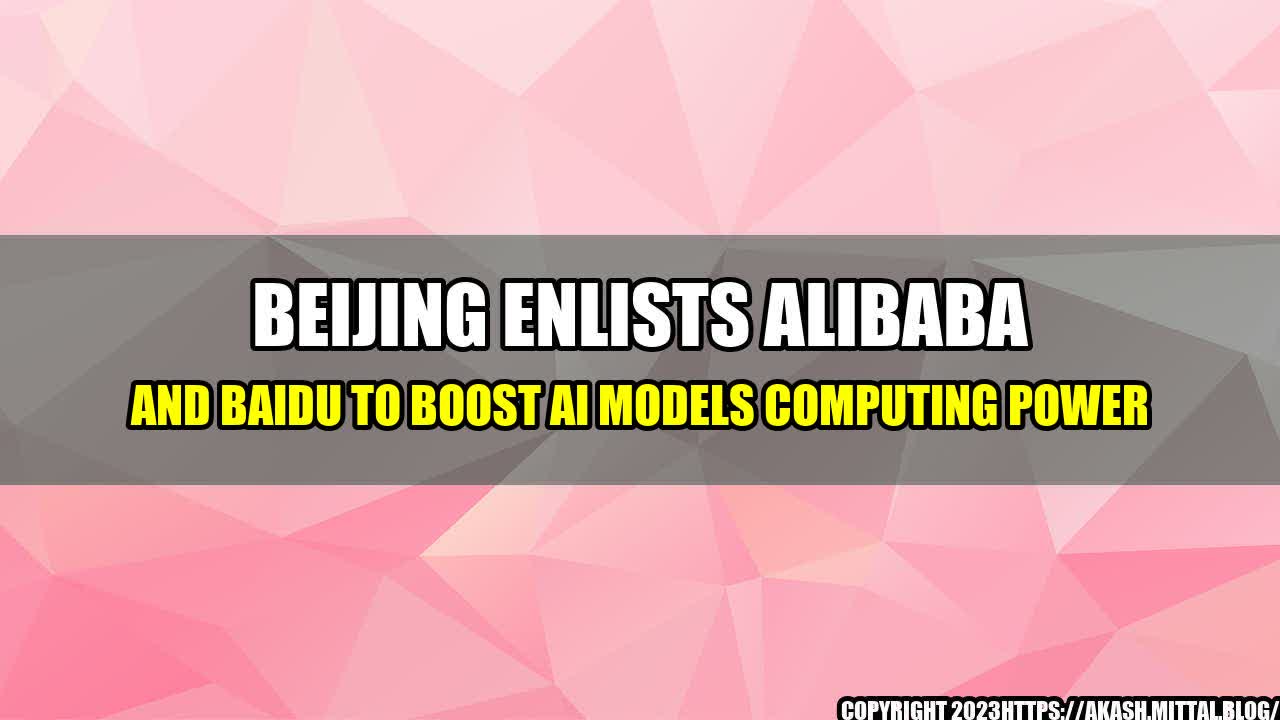 BEIJING ENLISTS ALIBABA
AND BAIDU TO BOOST AI MODELS COMPUTING POWER
COPYRIGHT 2023HTTPS://AKASH.MITTAL.BLOG/